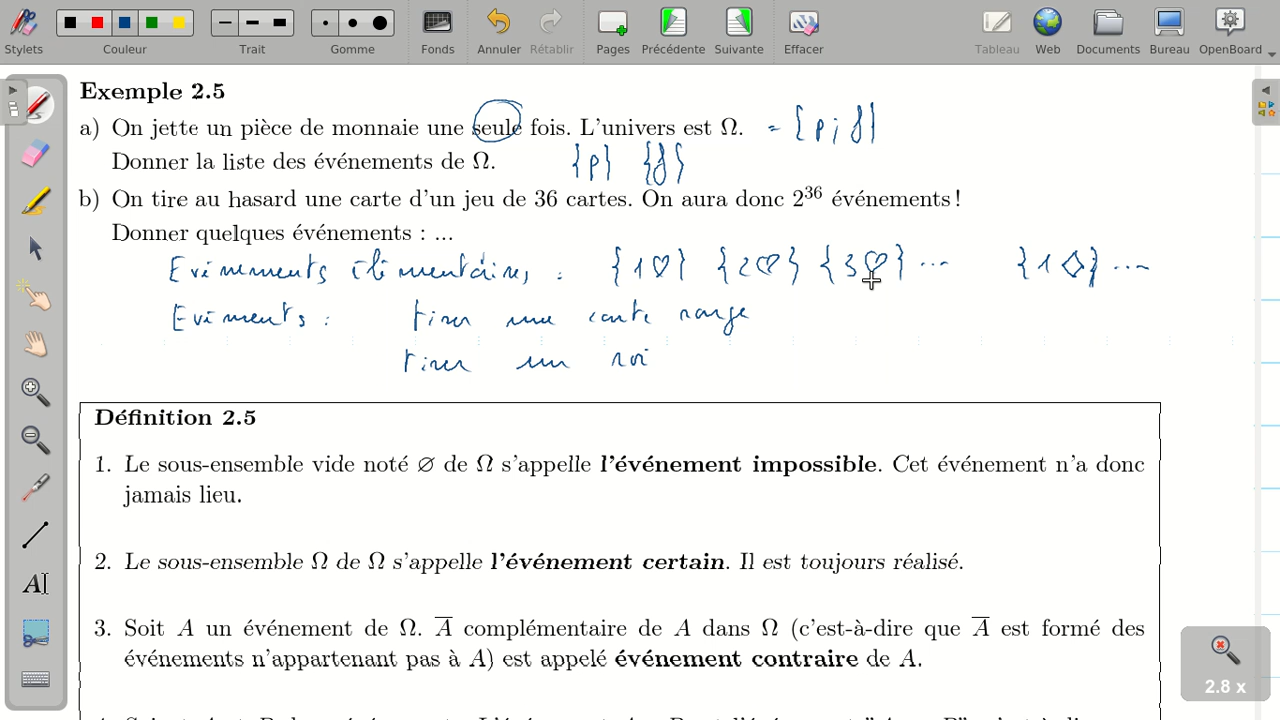 Stylets Couleur Trait Gomme Fonds Annuler Rétablir Pages Précédente Suivante Effacer Tableau Web Documents Bureau OpenBoard
Exemple 2.5
a) On jette un pièce de monnaie une seule fois. L'univers est Ω. = {p ; f}
Donner la liste des événements de Ω. {p} {f}
b) On tire au hasard une carte d'un jeu de 36 cartes. On aura donc 2^36 événements !
Donner quelques événements : ...
Evénements élémentaires : {1♡} {2♡} {3♡} ... {1♢} ...
Evéments : tirer une carte rouge
tirer un roi
Définition 2.5
1. Le sous-ensemble vide noté ∅ de Ω s'appelle l'événement impossible. Cet événement n'a donc
jamais lieu.
2. Le sous-ensemble Ω de Ω s'appelle l'événement certain. Il est toujours réalisé.
3. Soit A un événement de Ω. A̅ complémentaire de A dans Ω (c'est-à-dire que A̅ est formé des
événements n'appartenant pas à A) est appelé événement contraire de A.
2.8 x